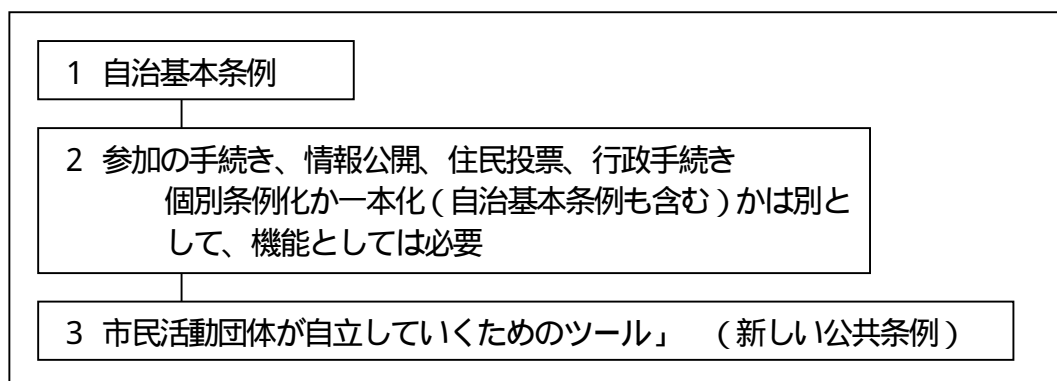 1 自治基本条例
2 参加の手続き、情報公開、住民投票、行政手続き
個別条例化か一本化(自治基本条例も含む)かは別と
して、機能としては必要
3 市民活動団体が自立していくためのツール」 (新しい公共条例)